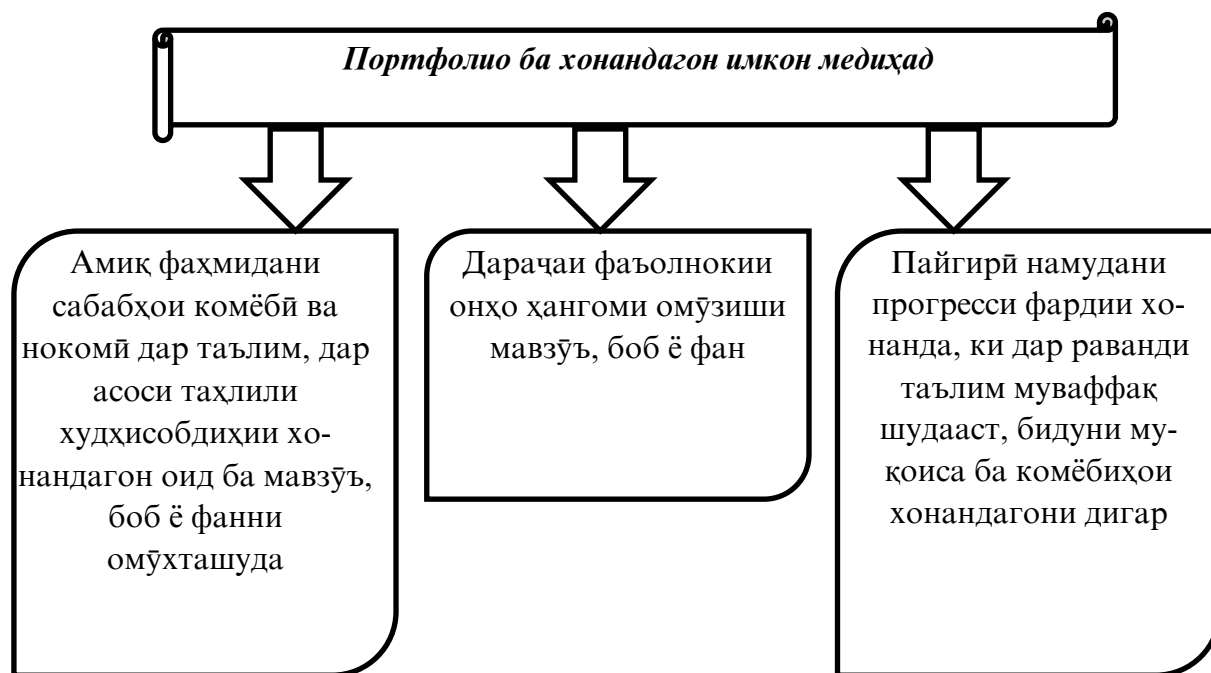 Портфолио ба хонандагон имкон медиҳад
Амиқ фаҳмидани
сабабҳои комёбӣ ва
нокомӣ дар таълим, дар
асоси таҳлили
худҳисобдиҳии хо-
нандагон оид ба мавзӯъ,
боб ё фанни
омӯхташуда
Дараҷаи фаъолнокии
онҳо ҳангоми омӯзиши
мавзӯъ, боб ё фан
Пайгирӣ намудани
прогресси фардии хо-
нанда, ки дар раванди
таълим муваффақ
шудааст, бидуни му-
қоиса ба комёбиҳои
хонандагони дигар